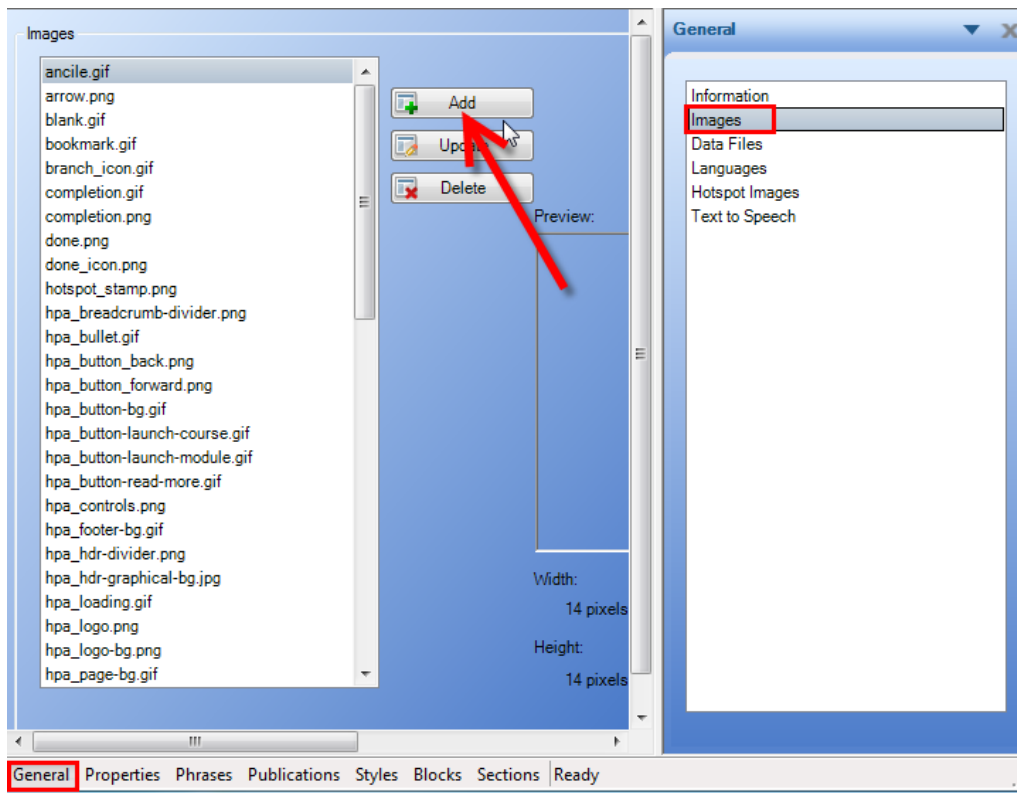 Images
ancile.gif
arrow.png
blank.gif
bookmark.gif
branch_icon.gif
completion.gif
completion.png
done.png
done_icon.png
hotspot_stamp.png
hpa_breadcrumb-divider.png
hpa_bullet.gif
hpa_button_back.png
hpa_button_forward.png
hpa_button-bg.gif
hpa_button-launch-course.gif
hpa_button-launch-module.gif
hpa_button-read-more.gif
hpa_controls.png
hpa_footer-bg.gif
hpa_hdr-divider.png
hpa_hdr-graphical-bg.jpg
hpa_loading.gif
hpa_logo.png
hpa_logo-bg.png
hpa_page-bg.gif
Add
Update
Delete
Preview:
Width:
14 pixels
Height:
14 pixels
General
Information
Images
Data Files
Languages
Hotspot Images
Text to Speech
General Properties Phrases Publications Styles Blocks Sections Ready